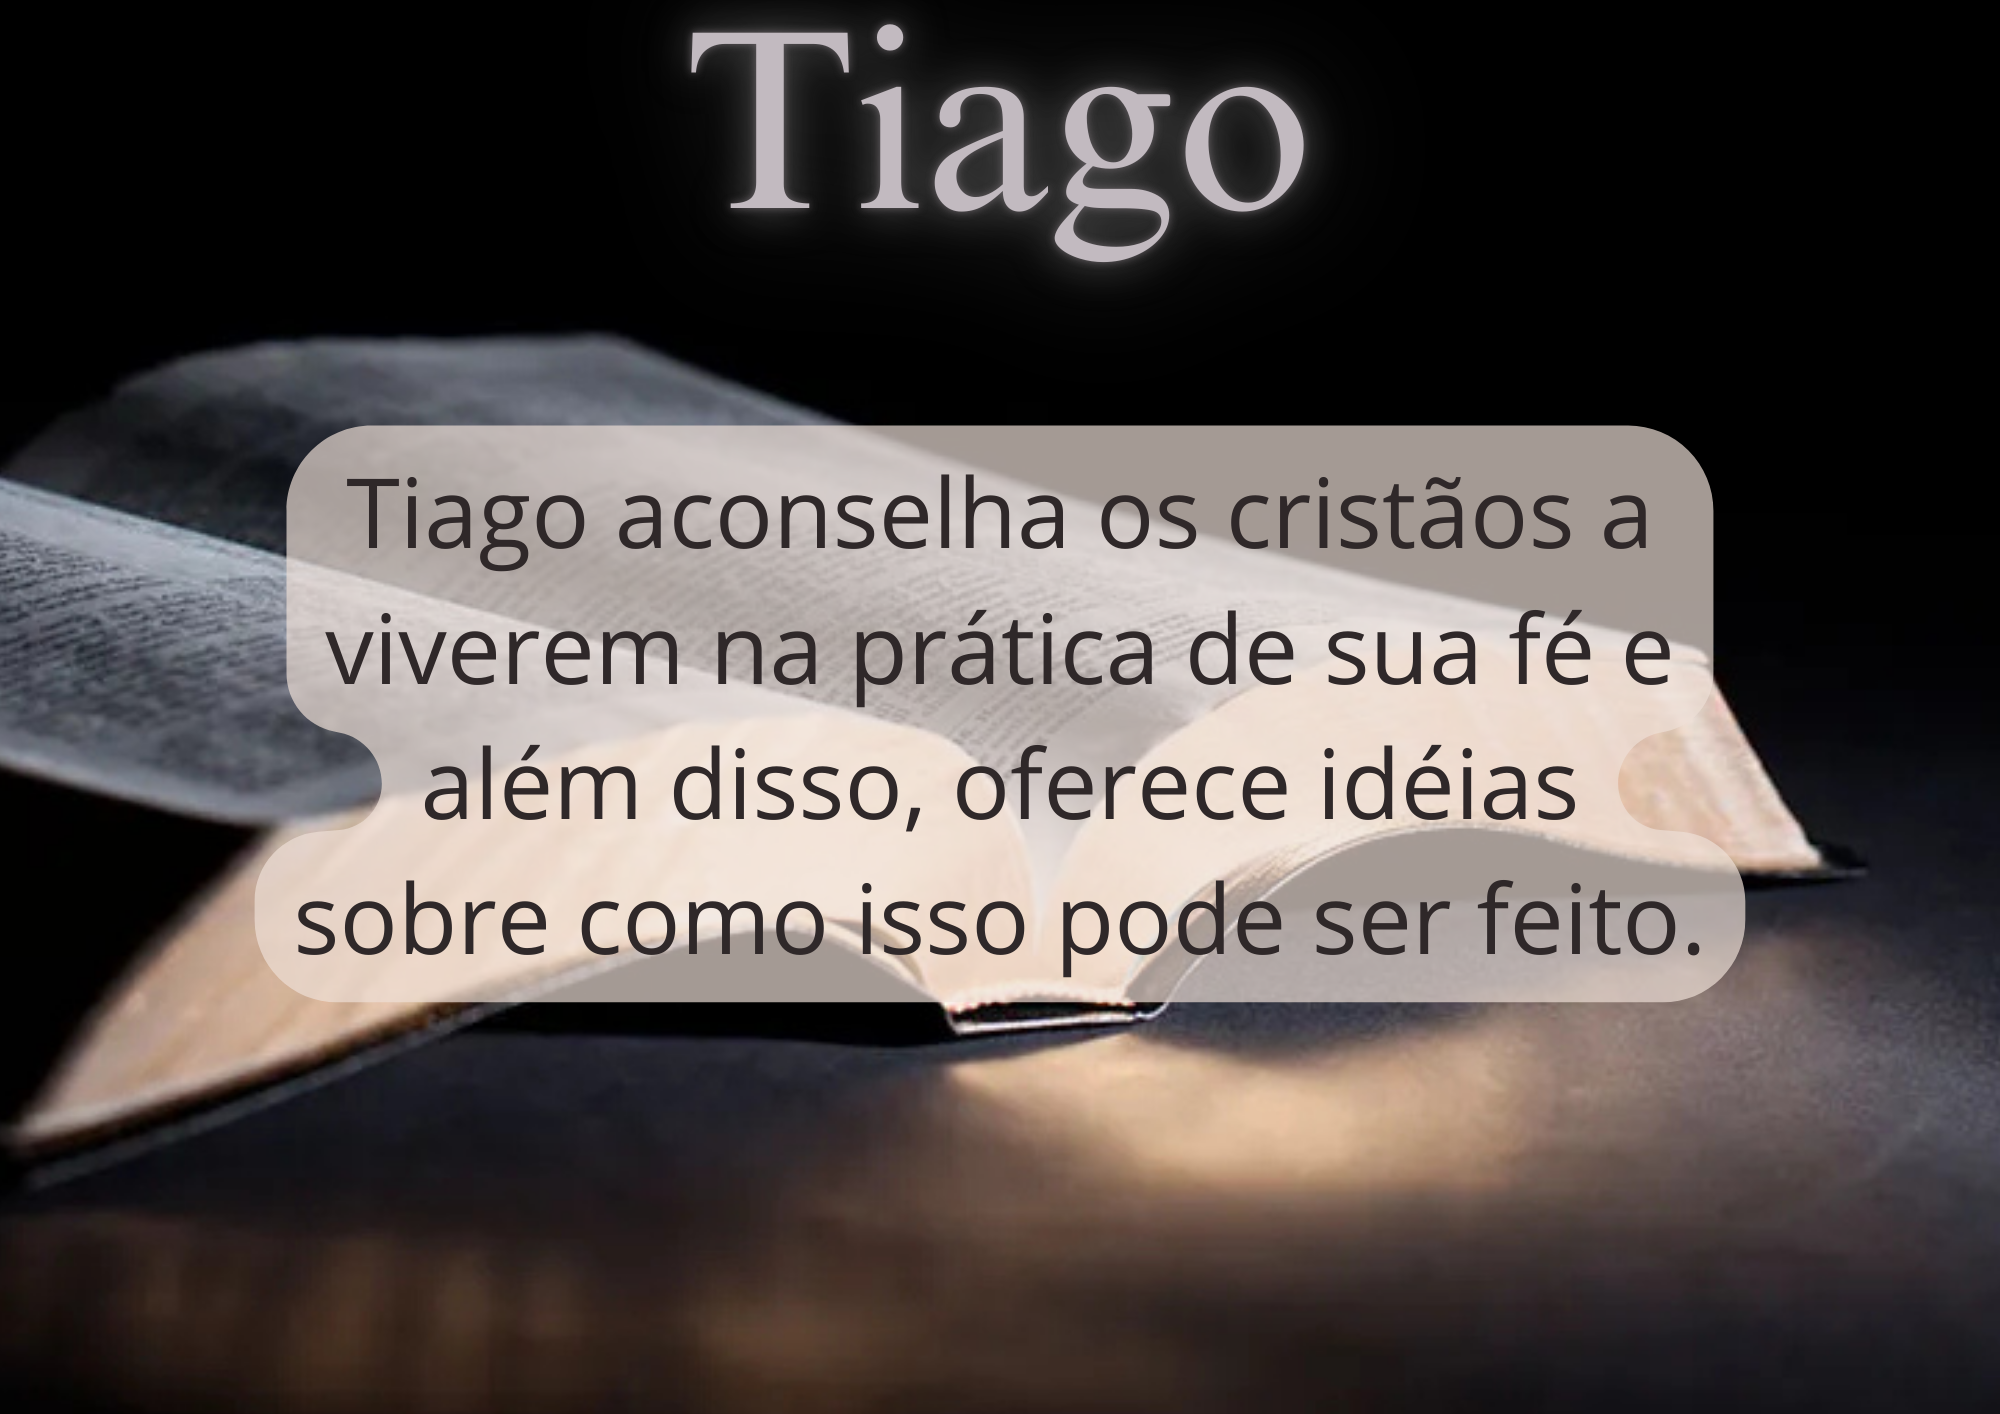 Tiago
Tiago aconselha os cristãos a
viverem na prática de sua fé e
além disso, oferece idéias
sobre como isso pode ser feito.